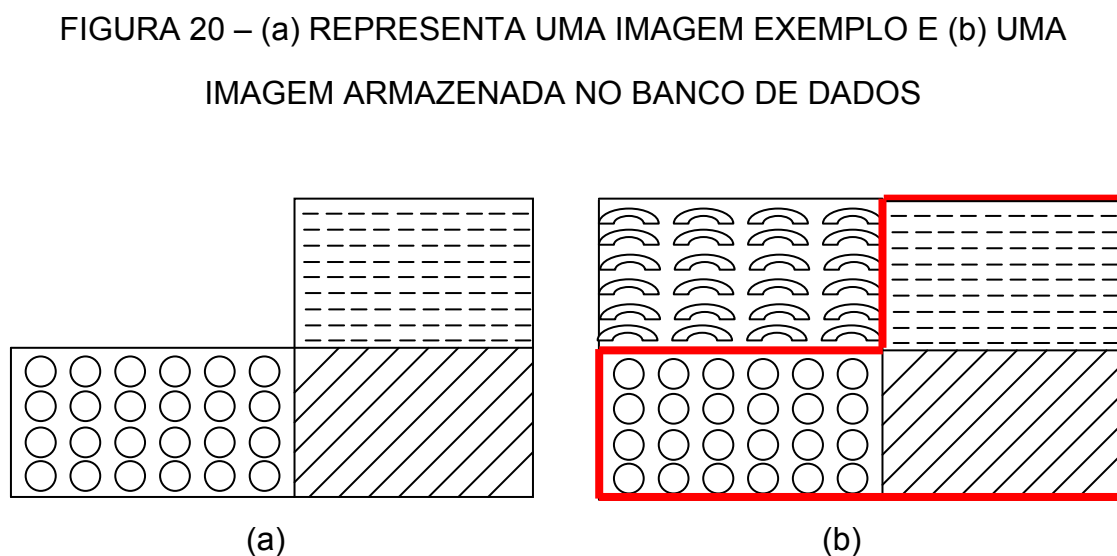 FIGURA 20 – (a) REPRESENTA UMA IMAGEM EXEMPLO E (b) UMA
IMAGEM ARMAZENADA NO BANCO DE DADOS
(a)
(b)